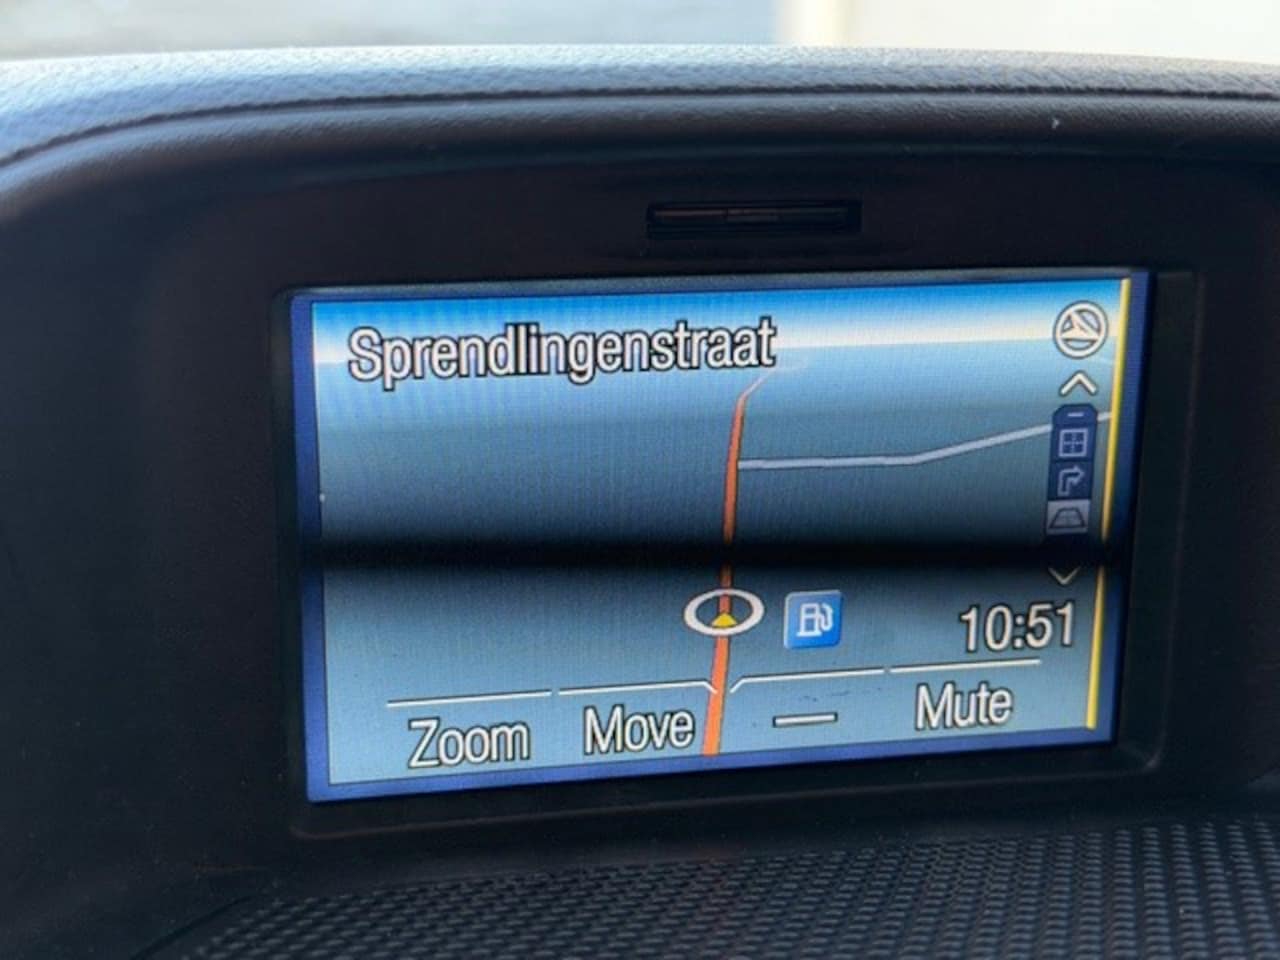 Sprendlingenstraat
10:51
Zoom Move — Mute